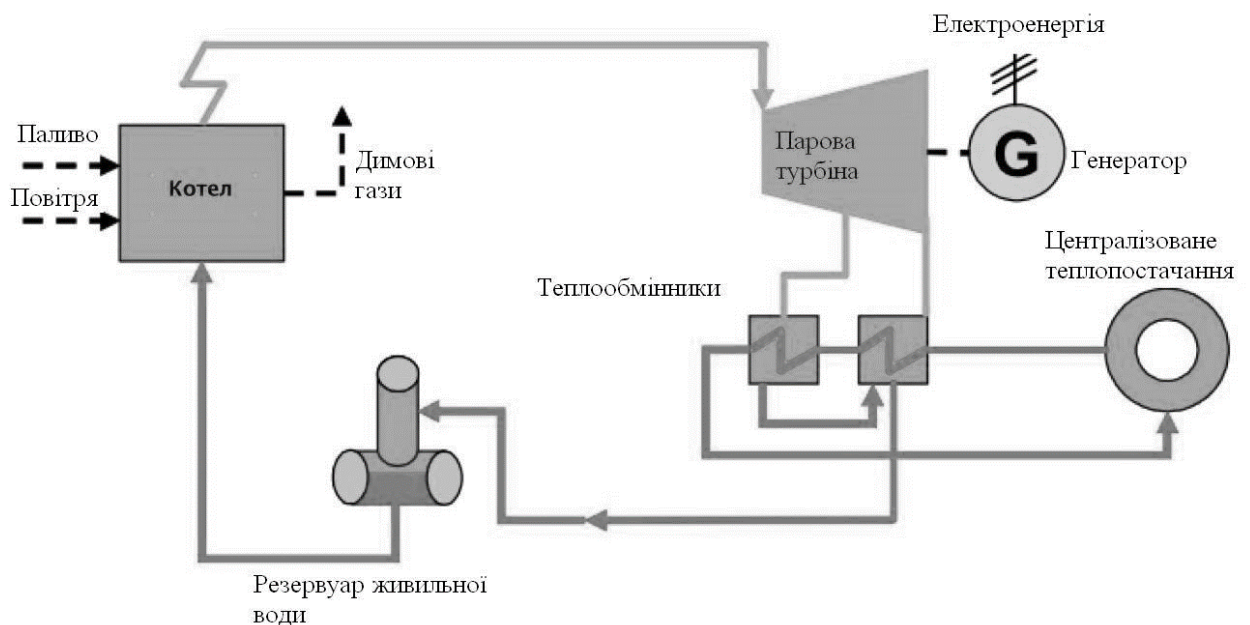 Електроенергія
Паливо
Повітря
Котел
Димові
гази
Парова
турбіна
G
Генератор
Централізоване
теплопостачання
Теплообмінники
Резервуар живильної
води